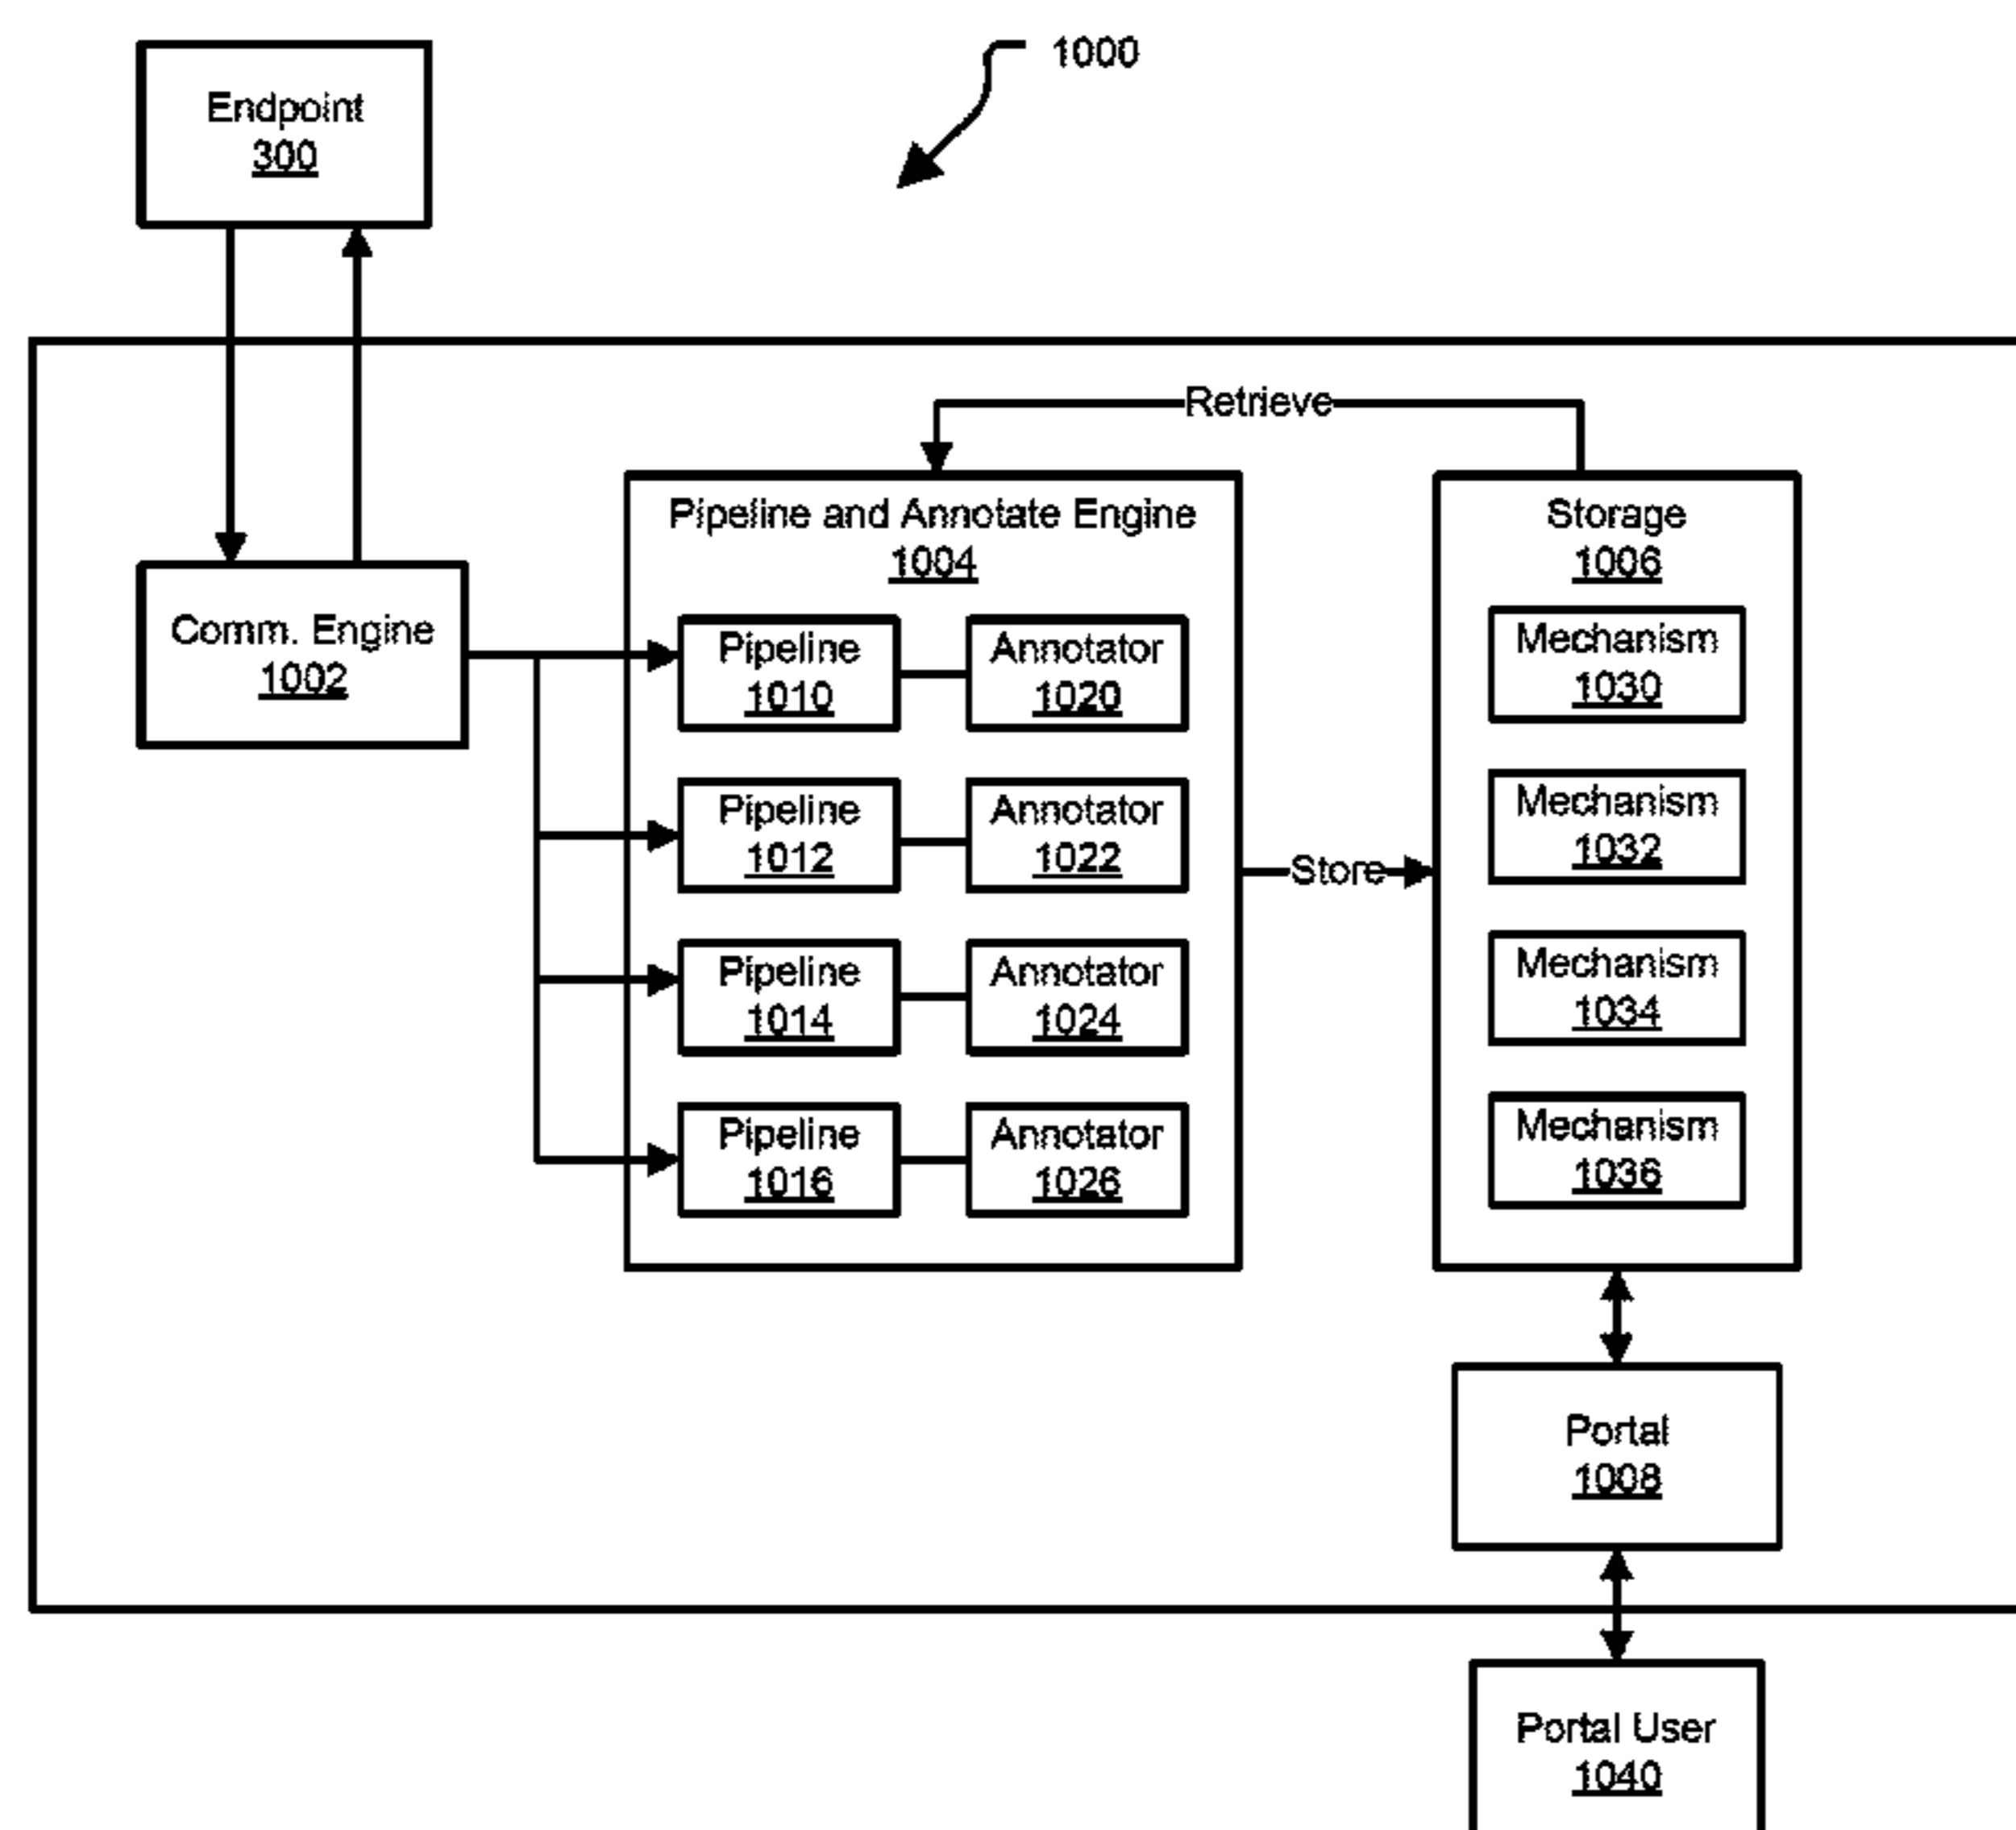 1000
Endpoint
300
Retrieve
Comm. Engine
1002
Pipeline and Annotate Engine
1004
Pipeline
1010
Annotator
1020
Pipeline
1012
Annotator
1022
Pipeline
1014
Annotator
1024
Pipeline
1016
Annotator
1026
Store
Storage
1006
Mechanism
1030
Mechanism
1032
Mechanism
1034
Mechanism
1036
Portal
1008
Portal User
1040